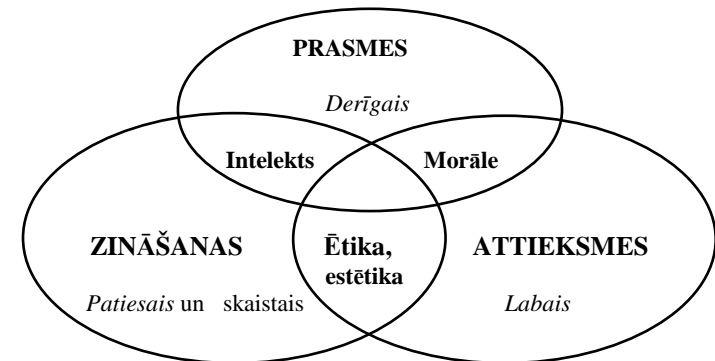 PRASMES
Derīgais
Intelekts Morāle
ZINĀŠANAS Ētika, ATTIEKSMES
estētika
Patiesais un skaistais Labais